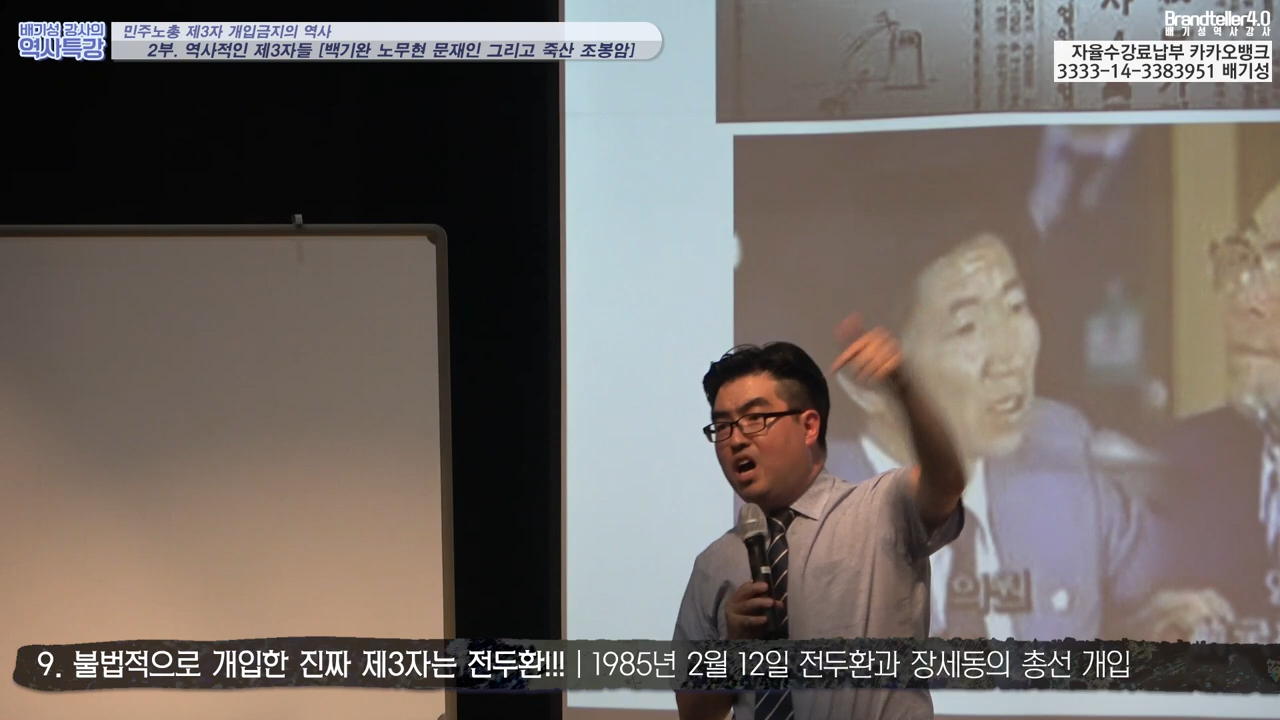 배기성 강사의
역사특강
민주노총 제3자 개입금지의 역사
2부. 역사적인 제3자들 [백기완 노무현 문재인 그리고 죽산 조봉암]
Brandteller4.0
배기성역사강사
자율수강료납부 카카오뱅크
3333-14-3383951 배기성
의원
9. 불법적으로 개입한 진짜 제3자는 전두환!!! | 1985년 2월 12일 전두환과 장세동의 총선 개입